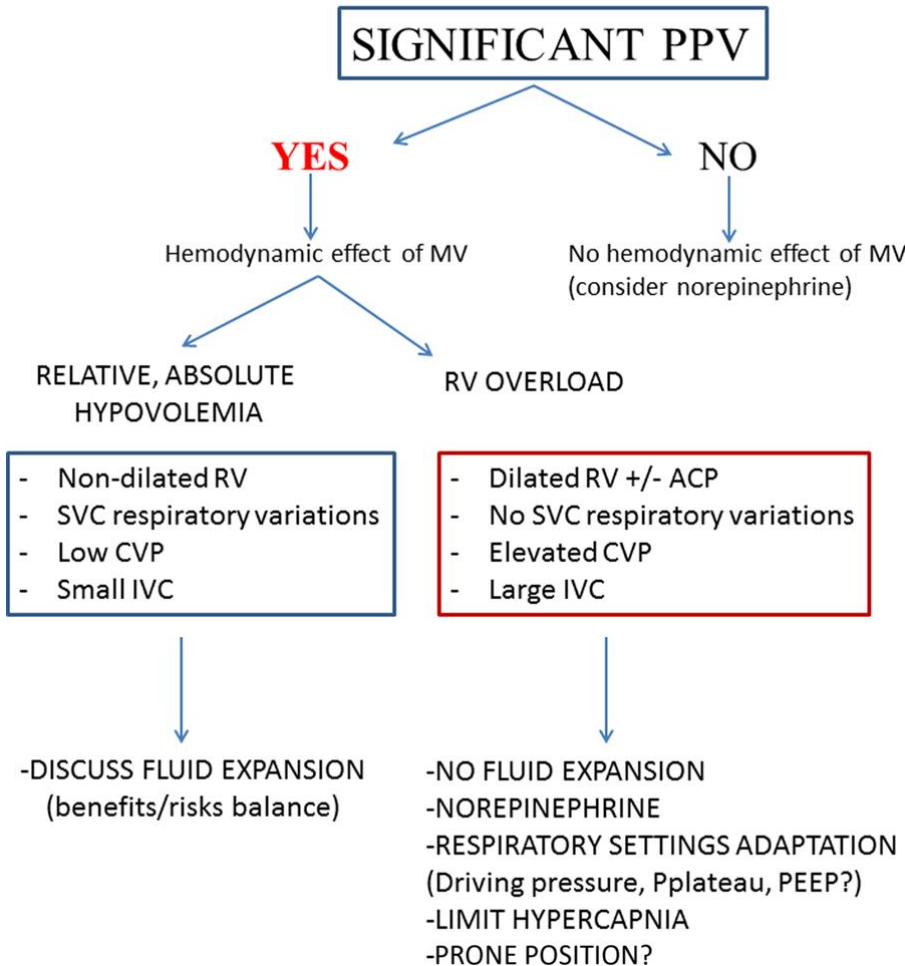 SIGNIFICANT PPV
YES
NO
Hemodynamic effect of MV
No hemodynamic effect of MV
(consider norepinephrine)
RELATIVE, ABSOLUTE
HYPOVOLEMIA
RV OVERLOAD
- Non-dilated RV
- SVC respiratory variations
- Low CVP
- Small IVC
- Dilated RV +/- ACP
- No SVC respiratory variations
- Elevated CVP
- Large IVC
-DISCUSS FLUID EXPANSION
(benefits/risks balance)
-NO FLUID EXPANSION
-NOREPINEPHRINE
-RESPIRATORY SETTINGS ADAPTATION
(Driving pressure, Pplateau, PEEP?)
-LIMIT HYPERCAPNIA
-PRONE POSITION?